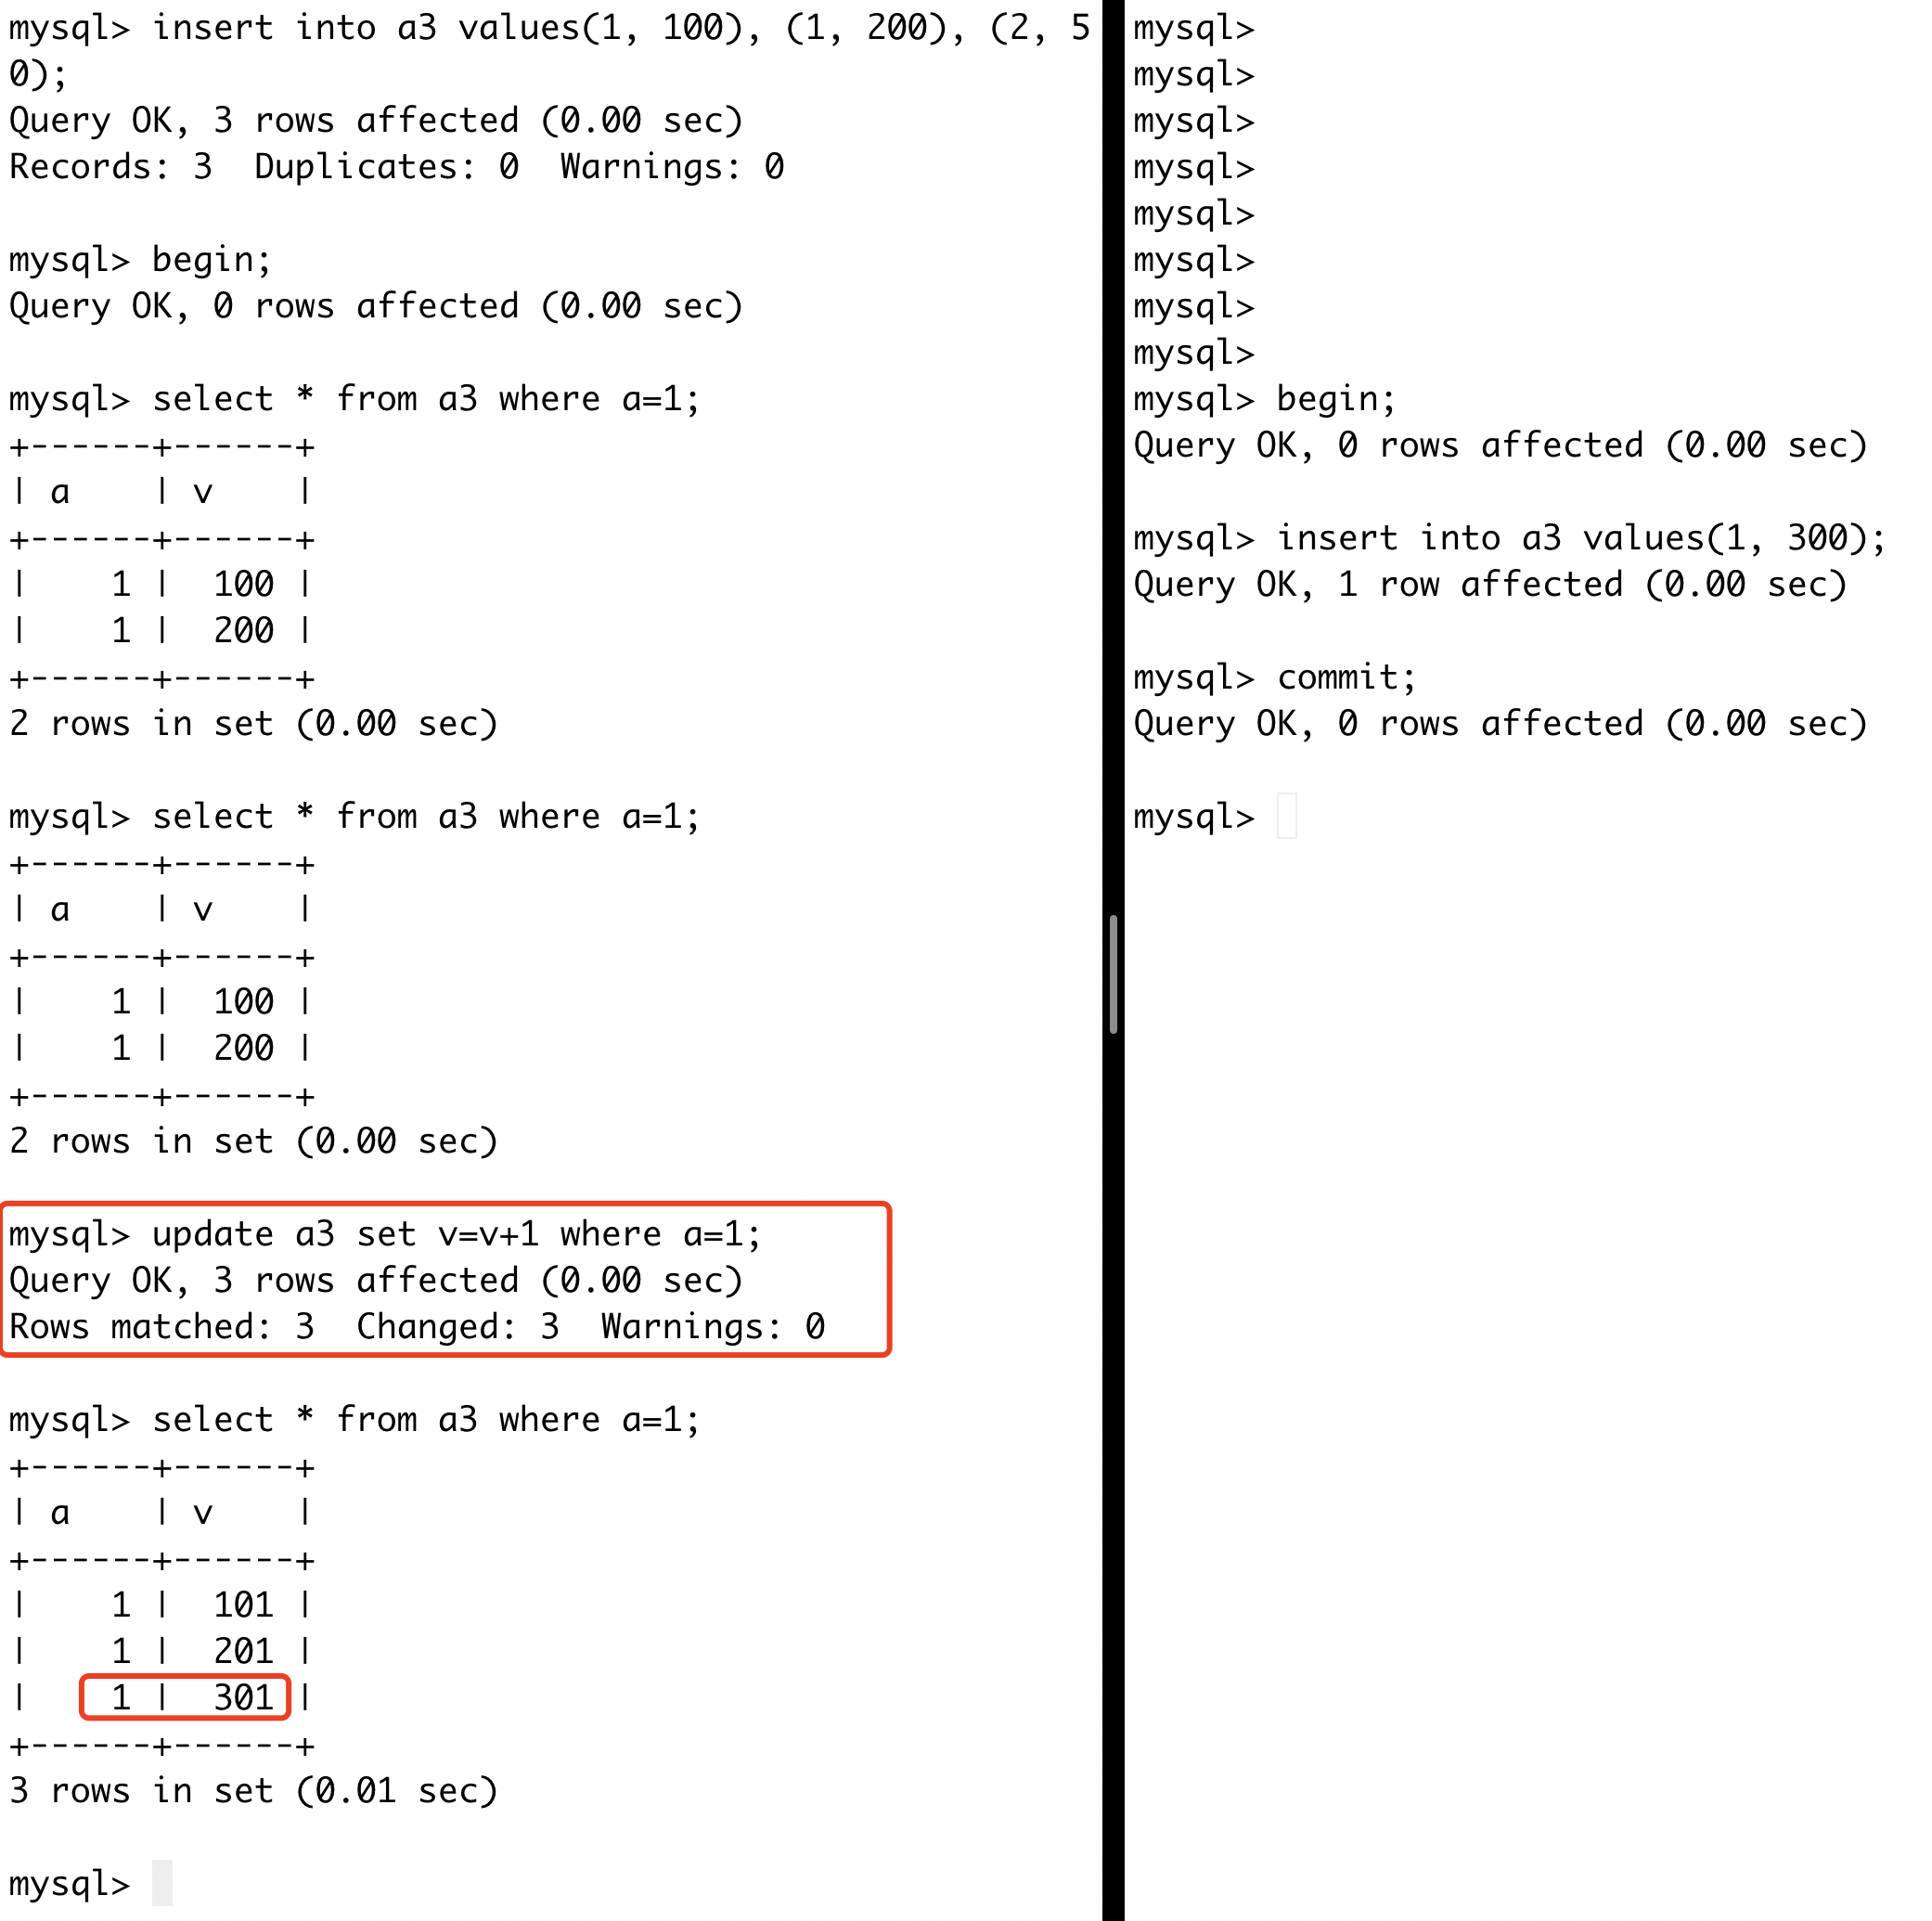 mysql> insert into a3 values(1, 100), (1, 200), (2, 5
0);
Query OK, 3 rows affected (0.00 sec)
Records: 3  Duplicates: 0  Warnings: 0

mysql> begin;
Query OK, 0 rows affected (0.00 sec)

mysql> select * from a3 where a=1;
+------+------+
| a    | v    |
+------+------+
|    1 |  100 |
|    1 |  200 |
+------+------+
2 rows in set (0.00 sec)

mysql> select * from a3 where a=1;
+------+------+
| a    | v    |
+------+------+
|    1 |  100 |
|    1 |  200 |
+------+------+
2 rows in set (0.00 sec)

mysql> update a3 set v=v+1 where a=1;
Query OK, 3 rows affected (0.00 sec)
Rows matched: 3  Changed: 3  Warnings: 0

mysql> select * from a3 where a=1;
+------+------+
| a    | v    |
+------+------+
|    1 |  101 |
|    1 |  201 |
|    1 |  301 |
+------+------+
3 rows in set (0.01 sec)

mysql>
mysql>
mysql>
mysql>
mysql>
mysql>
mysql>
mysql>
mysql>
mysql> begin;
Query OK, 0 rows affected (0.00 sec)

mysql> insert into a3 values(1, 300);
Query OK, 1 row affected (0.00 sec)

mysql> commit;
Query OK, 0 rows affected (0.00 sec)

mysql>